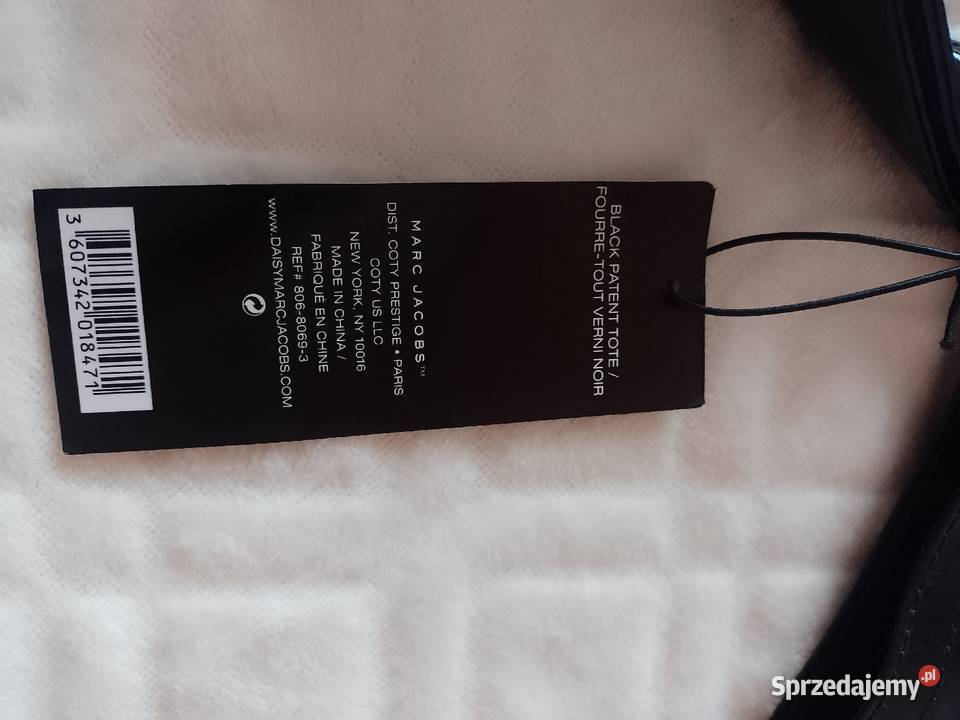 BLACK PATENT TOTE /
FOURRE-TOUT VERNI NOIR
MARC JACOBS™
DIST. COTY PRESTIGE • PARIS
COTY US LLC
NEW YORK, NY 10016
MADE IN CHINA /
FABRIQUÉ EN CHINE
REF# 806-8069-3
WWW.DAISYMARCJACOBS.COM
3 607342 018471
Sprzedajemy.pl